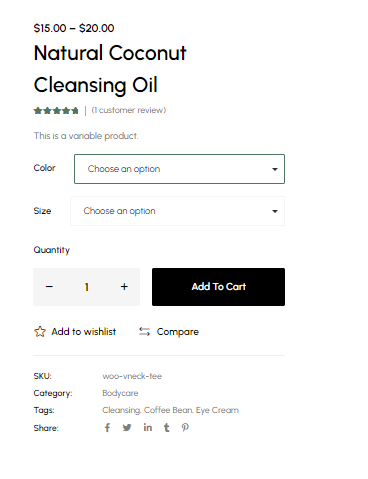 $15.00 – $20.00
Natural Coconut
Cleansing Oil
(1 customer review)
This is a variable product.
Color Choose an option
Size Choose an option
Quantity
− 1 + Add To Cart
Add to wishlist Compare
SKU: woo-vneck-tee
Category: Bodycare
Tags: Cleansing, Coffee Bean, Eye Cream
Share: